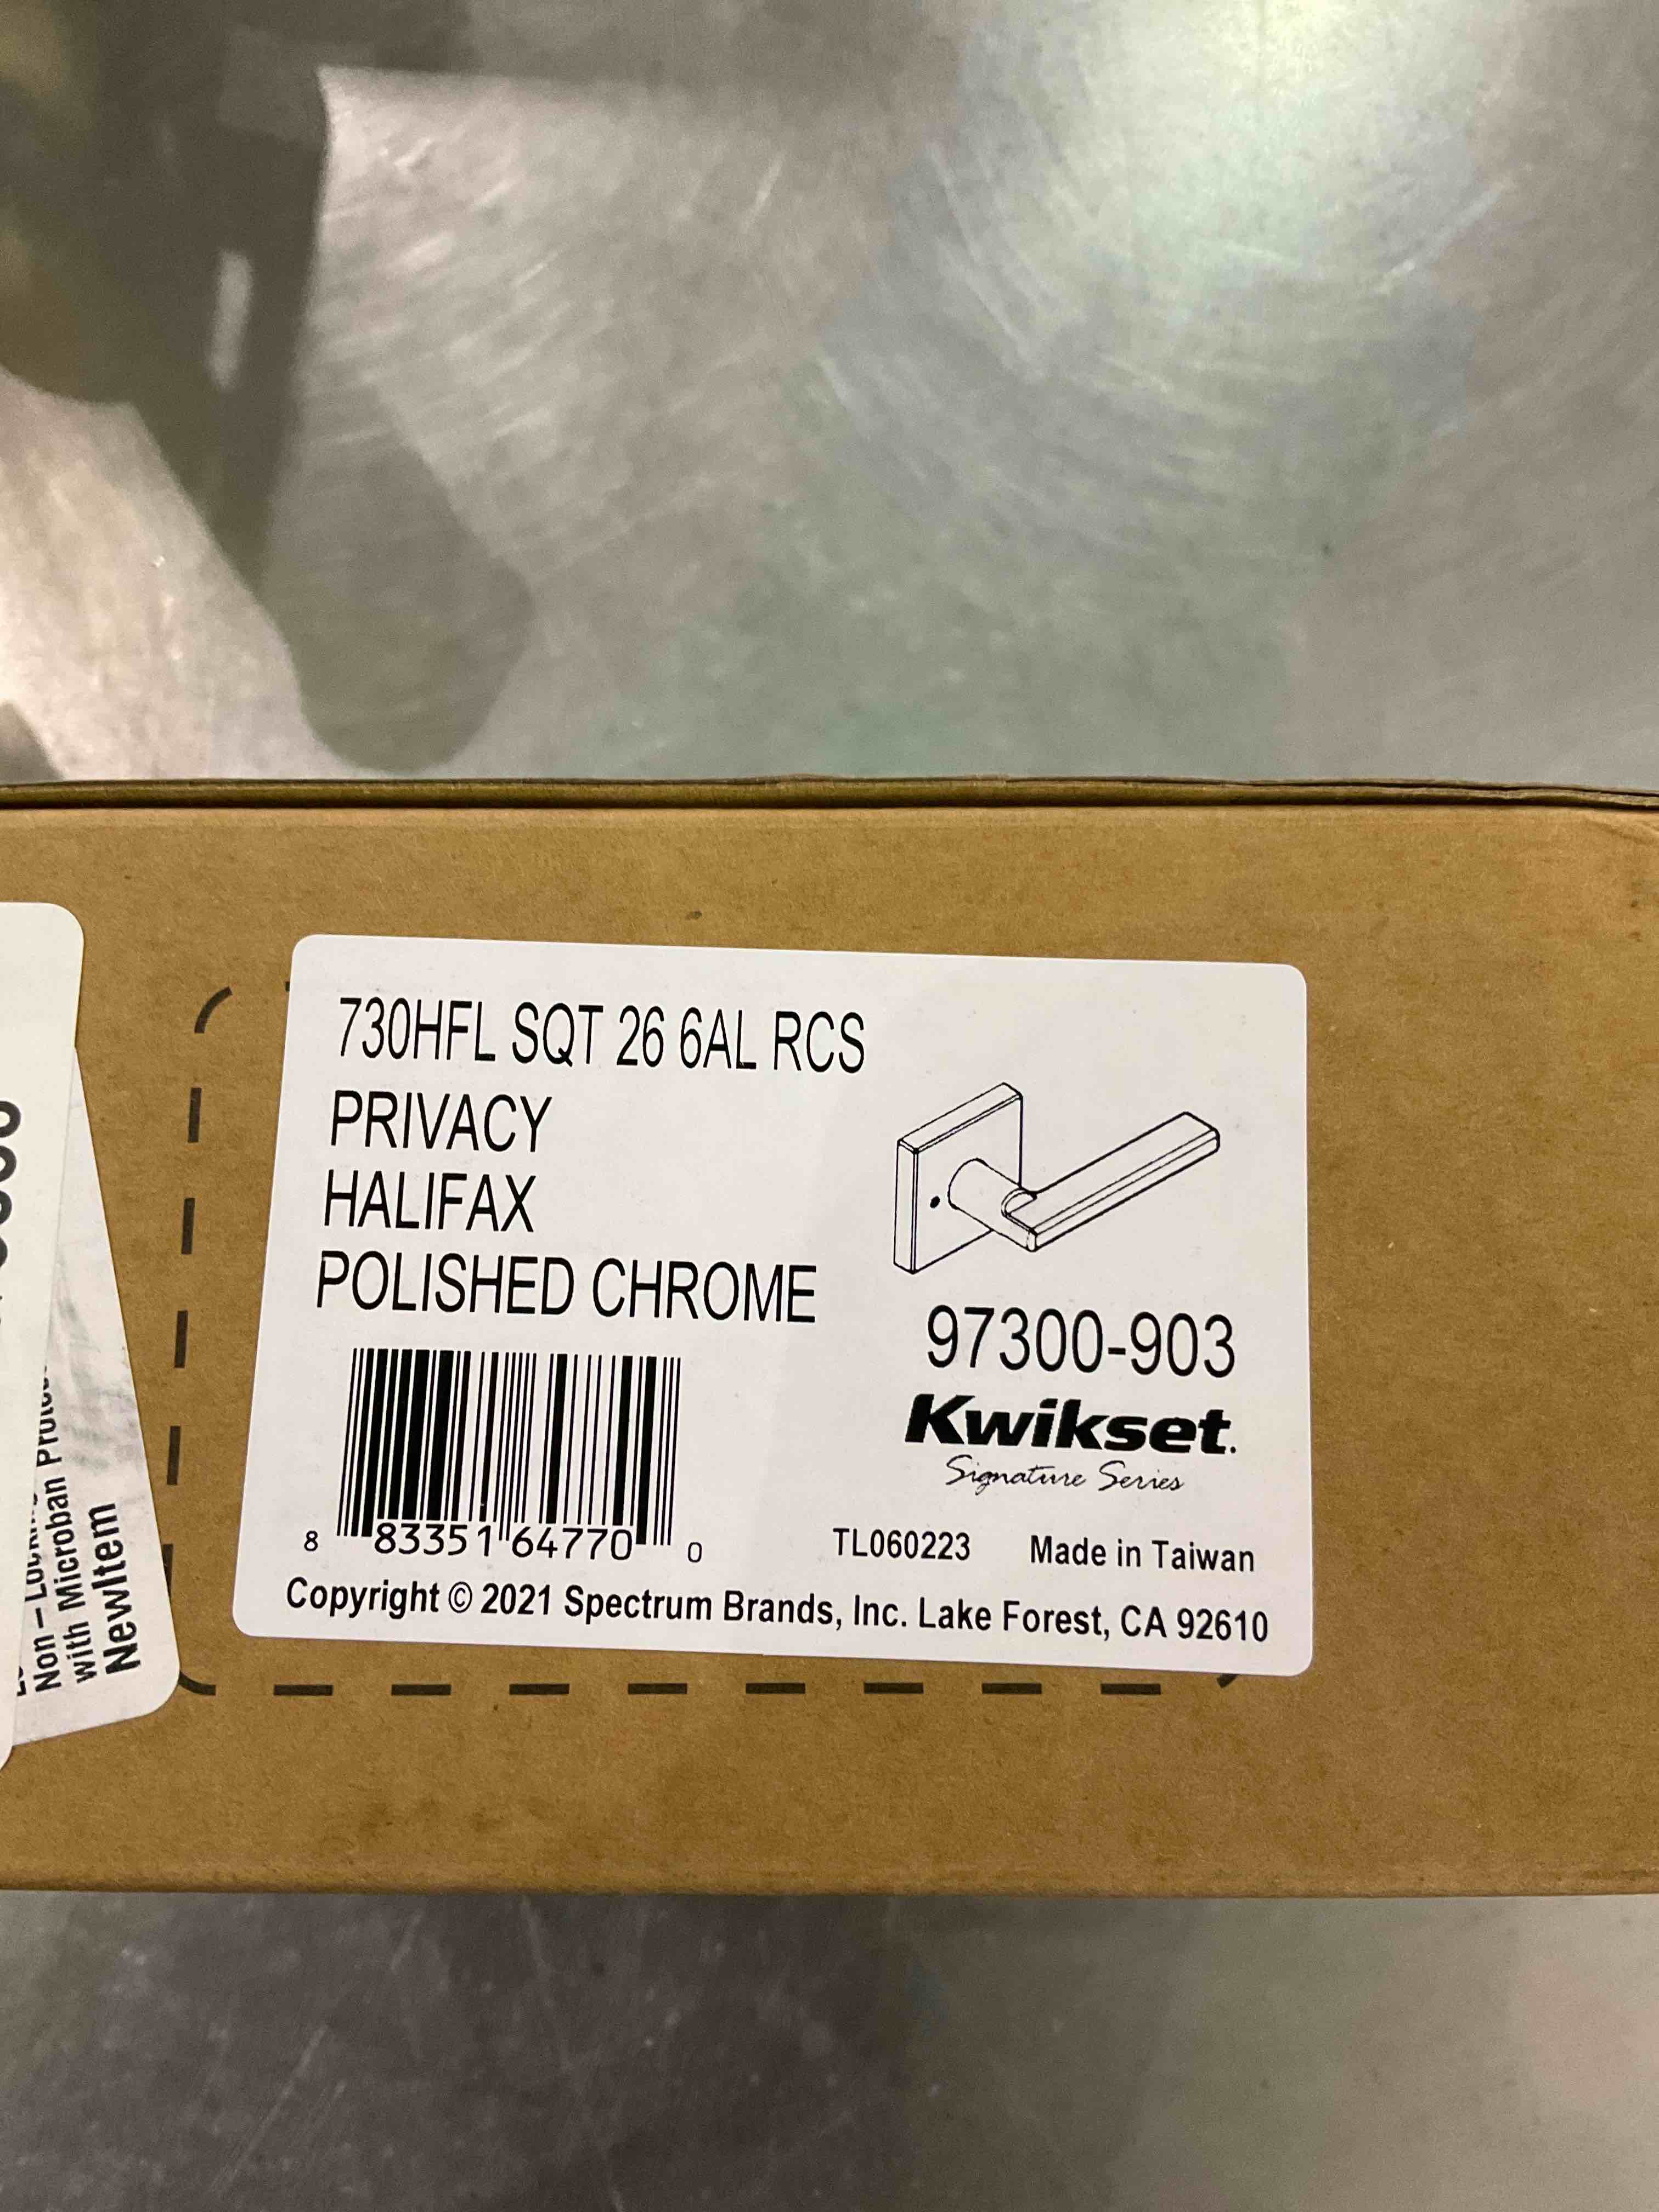 730HFL SQT 26 6AL RCS
PRIVACY
HALIFAX
POLISHED CHROME
97300-903
Kwikset.
Signature Series
8 83351 64770 0
TL060223 Made in Taiwan
Copyright © 2021 Spectrum Brands, Inc. Lake Forest, CA 92610
Non-
with Microban
NewItem